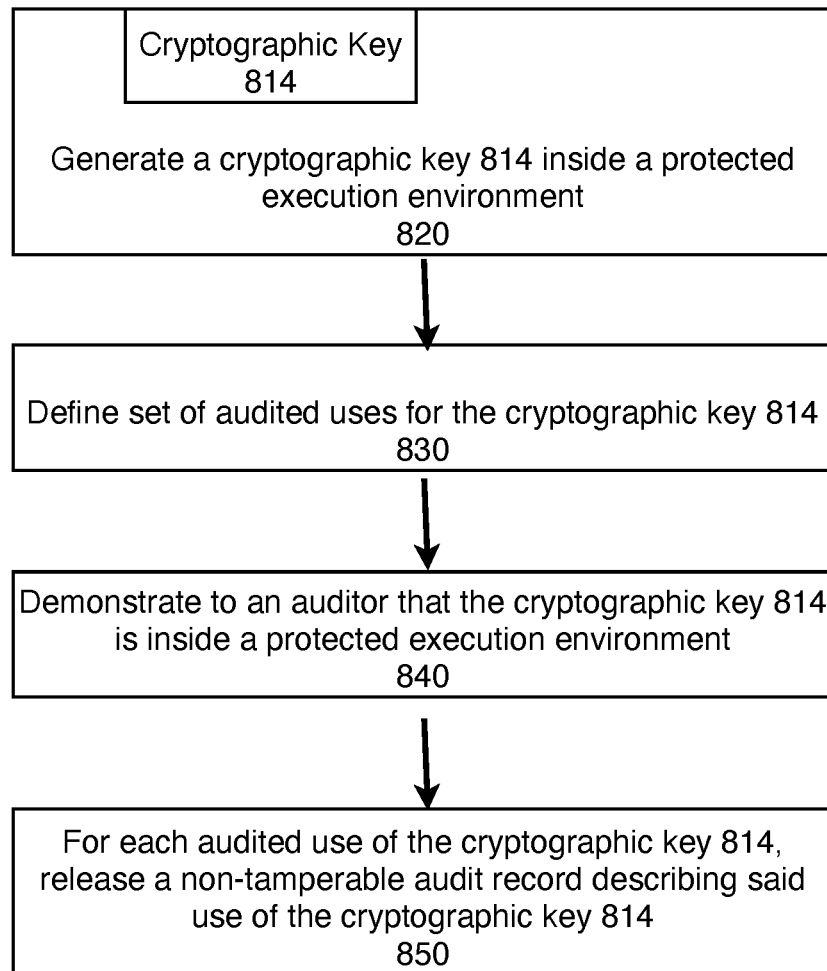 Cryptographic Key
814
Generate a cryptographic key 814 inside a protected
execution environment
820
Define set of audited uses for the cryptographic key 814
830
Demonstrate to an auditor that the cryptographic key 814
is inside a protected execution environment
840
For each audited use of the cryptographic key 814,
release a non-tamperable audit record describing said
use of the cryptographic key 814
850